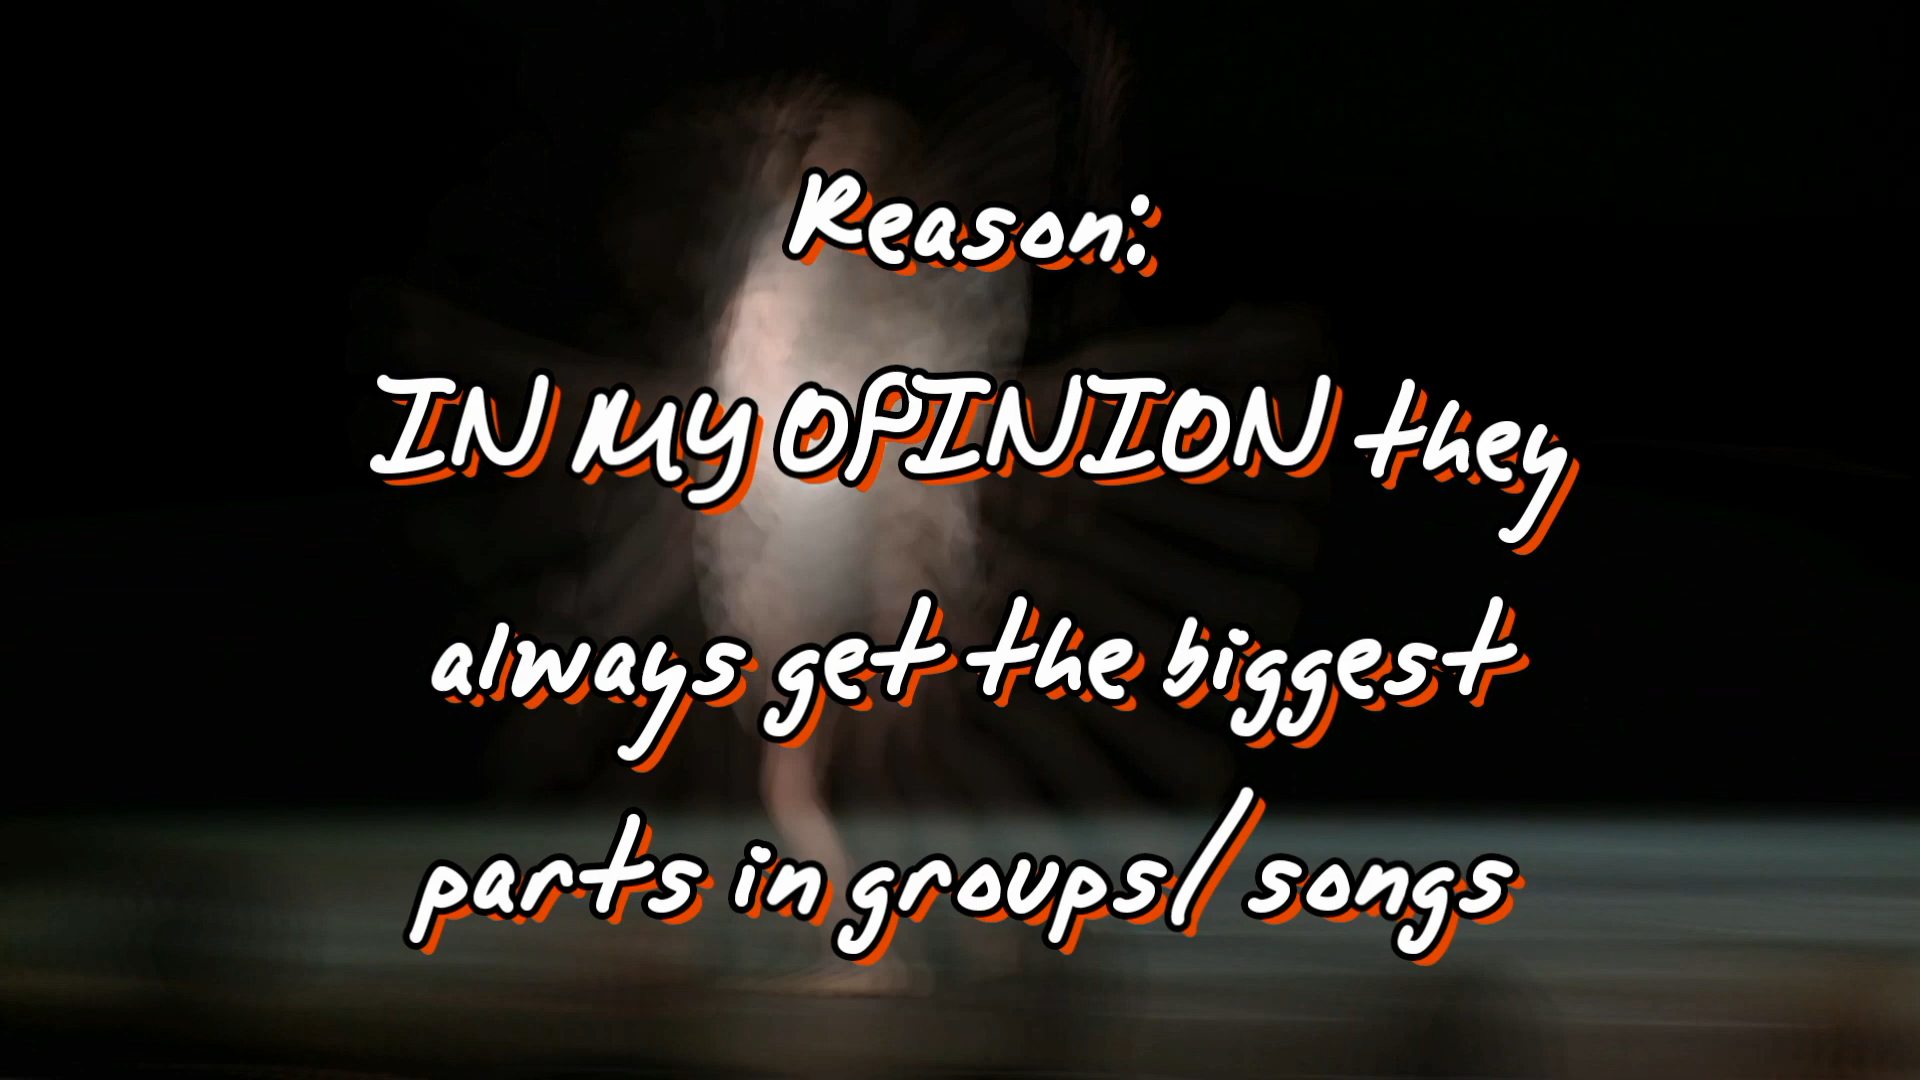 Reason:
IN MY OPINION they
always get the biggest
parts in groups/ songs